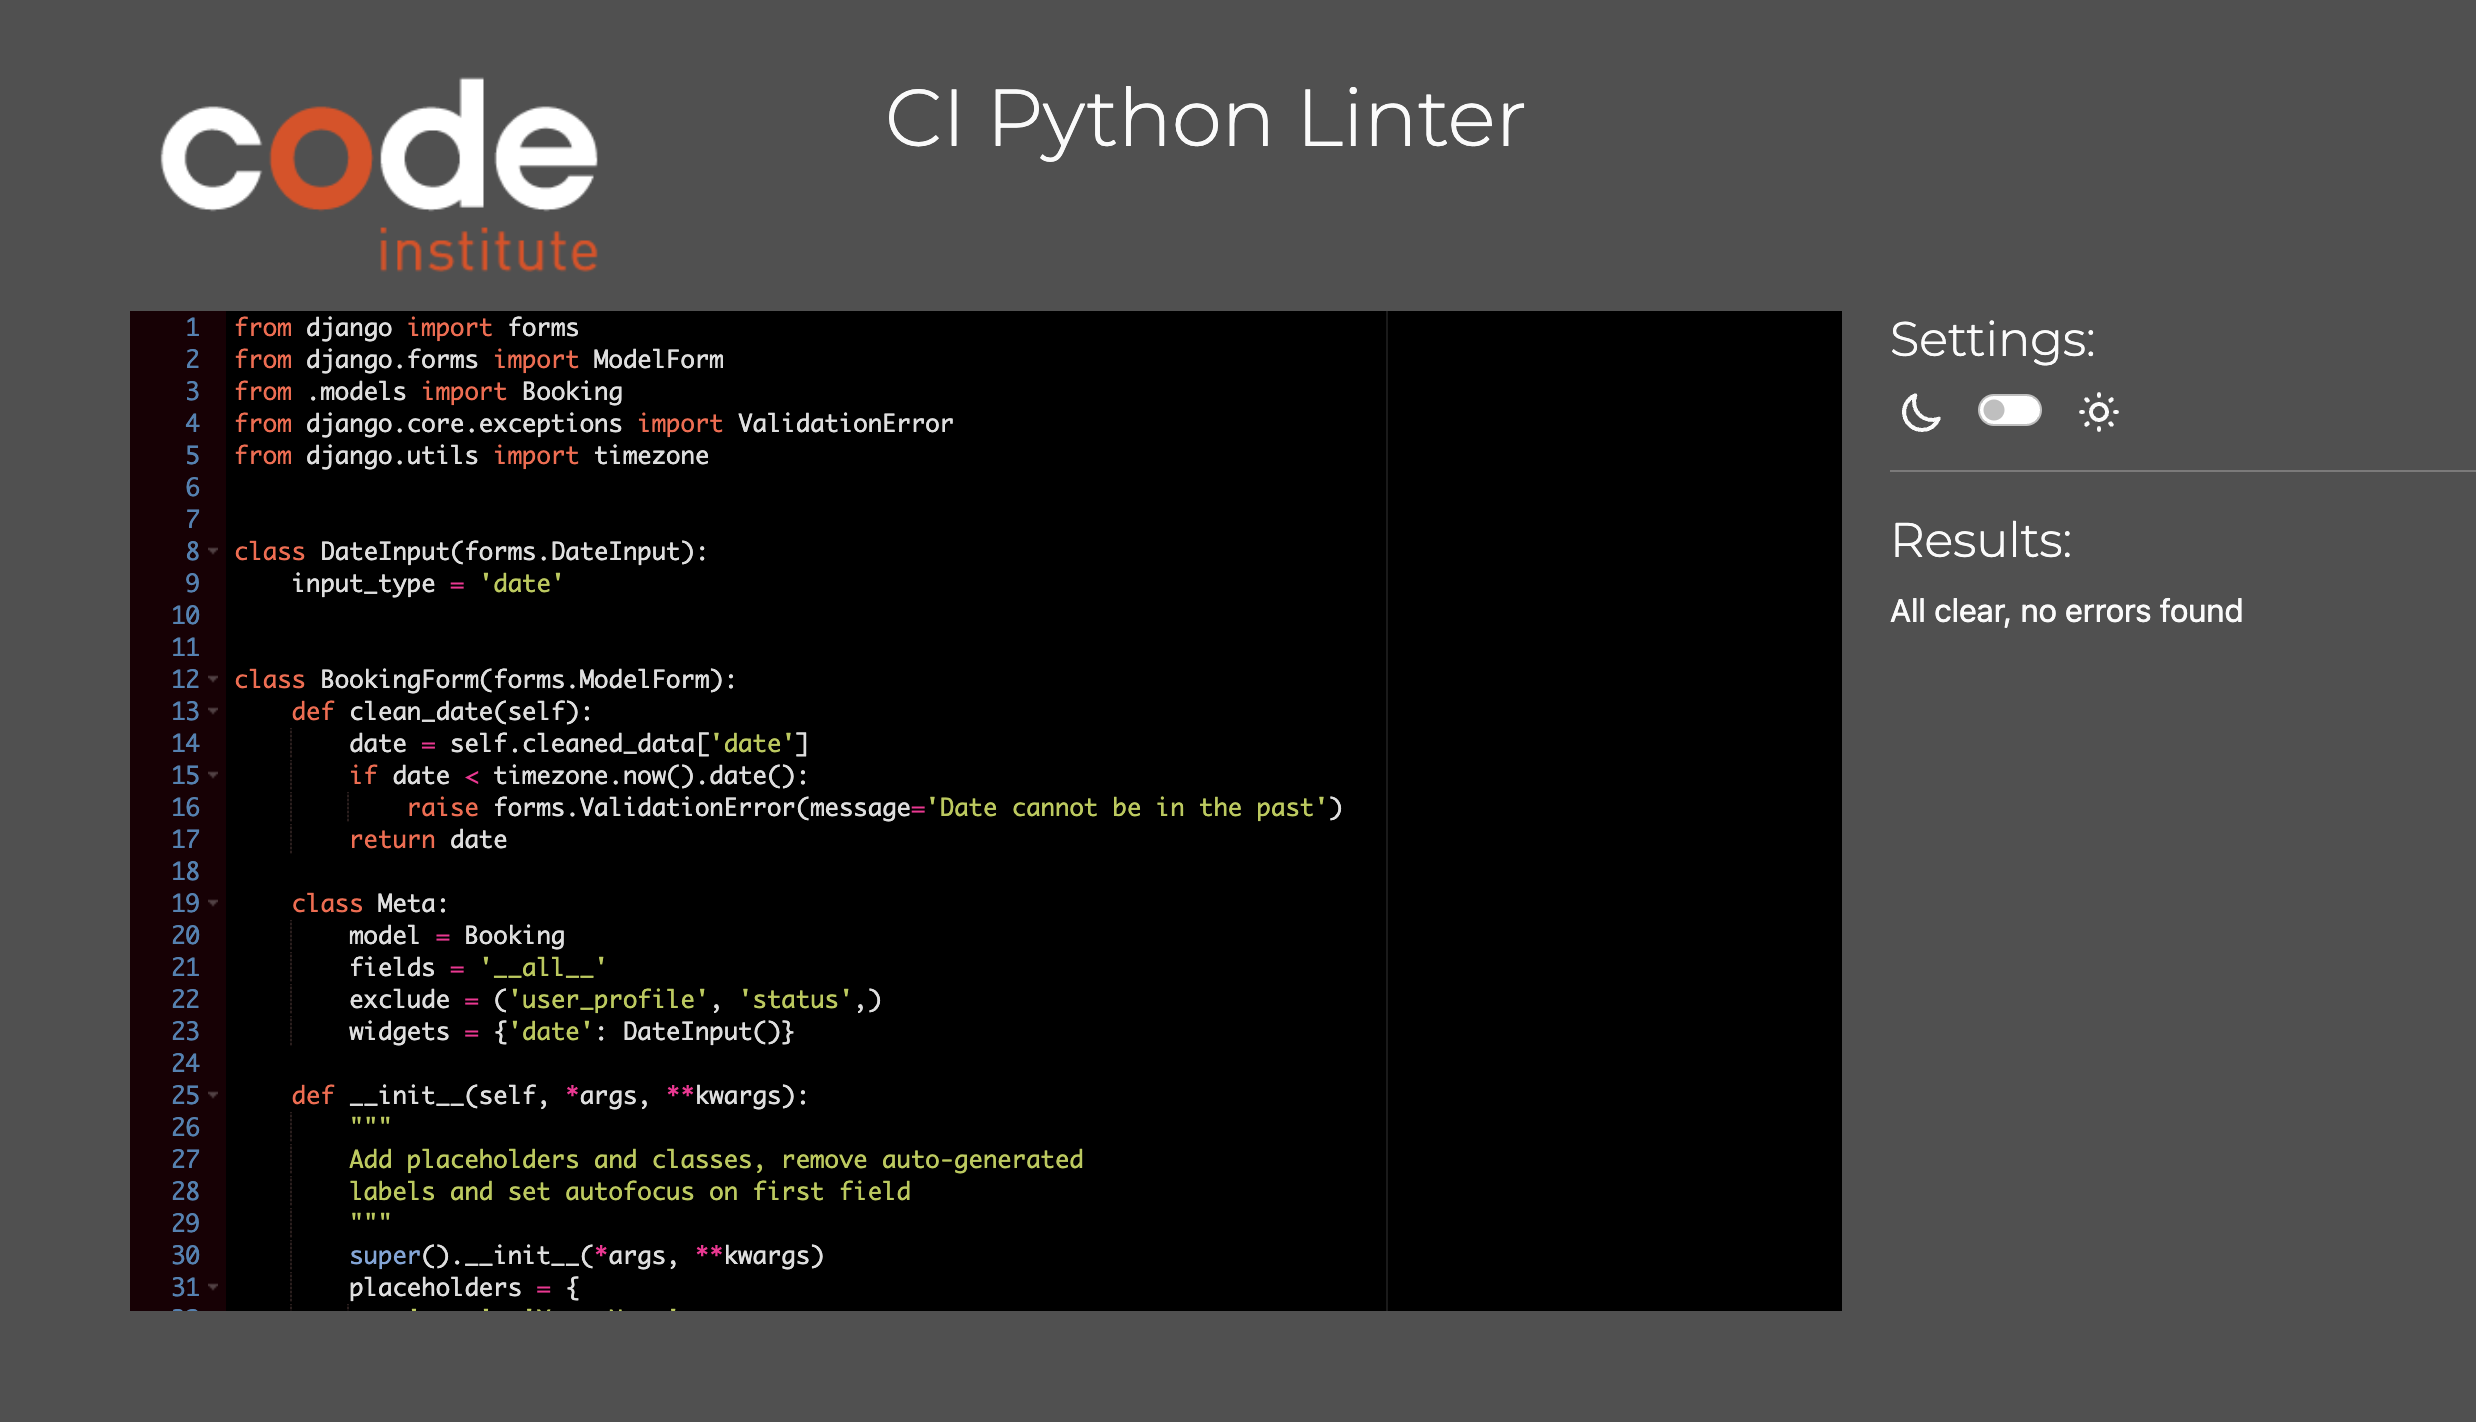 code
institute
CI Python Linter
1 from django import forms
2 from django.forms import ModelForm
3 from .models import Booking
4 from django.core.exceptions import ValidationError
5 from django.utils import timezone
6
7
8 class DateInput(forms.DateInput):
9     input_type = 'date'
10
11
12 class BookingForm(forms.ModelForm):
13     def clean_date(self):
14         date = self.cleaned_data['date']
15         if date < timezone.now().date():
16             raise forms.ValidationError(message='Date cannot be in the past')
17         return date
18
19     class Meta:
20         model = Booking
21         fields = '__all__'
22         exclude = ('user_profile', 'status',)
23         widgets = {'date': DateInput()}
24
25     def __init__(self, *args, **kwargs):
26         """
27         Add placeholders and classes, remove auto-generated
28         labels and set autofocus on first field
29         """
30         super().__init__(*args, **kwargs)
31         placeholders = {
Settings:
Results:
All clear, no errors found